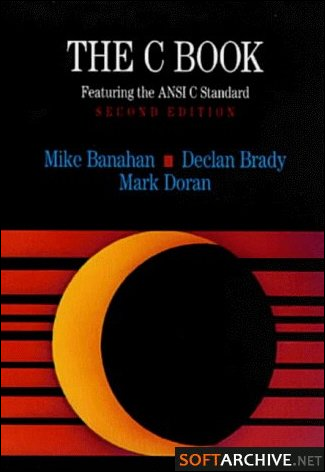 THE C BOOK
Featuring the ANSI C Standard
SECOND EDITION
Mike Banahan ■ Declan Brady
Mark Doran
SOFTARCHIVE.NET